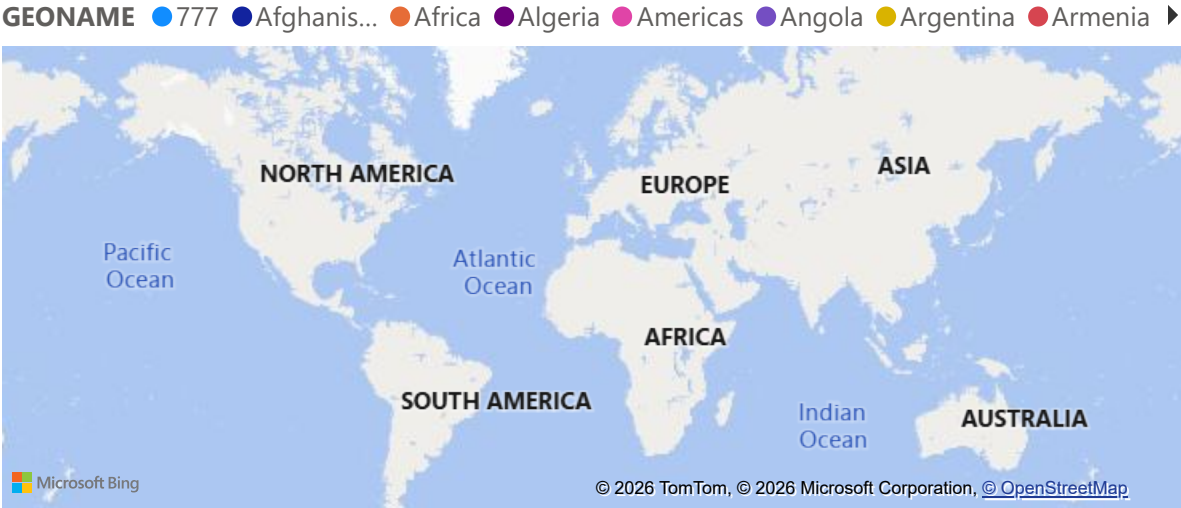 GEONAME 777 Afghanis... Africa Algeria Americas Angola Argentina Armenia
NORTH AMERICA
EUROPE
ASIA
Pacific
Ocean
Atlantic
Ocean
AFRICA
SOUTH AMERICA
Indian
Ocean
AUSTRALIA
Microsoft Bing
© 2026 TomTom, © 2026 Microsoft Corporation, © OpenStreetMap